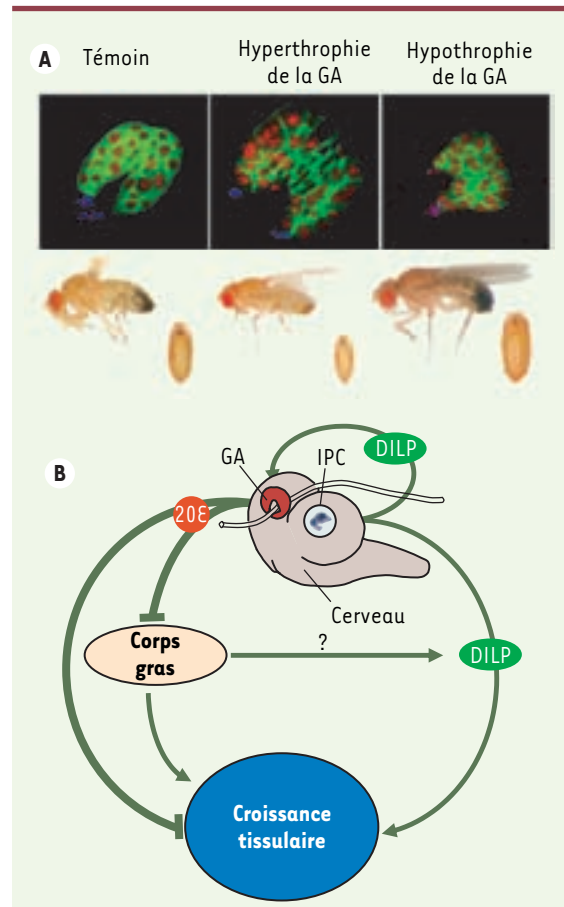 A
Témoin
Hyperthrophie
de la GA
Hypothrophie
de la GA
B
GA
IPC
DILP
20E
Cerveau
Corps
gras
?
DILP
Croissance
tissulaire